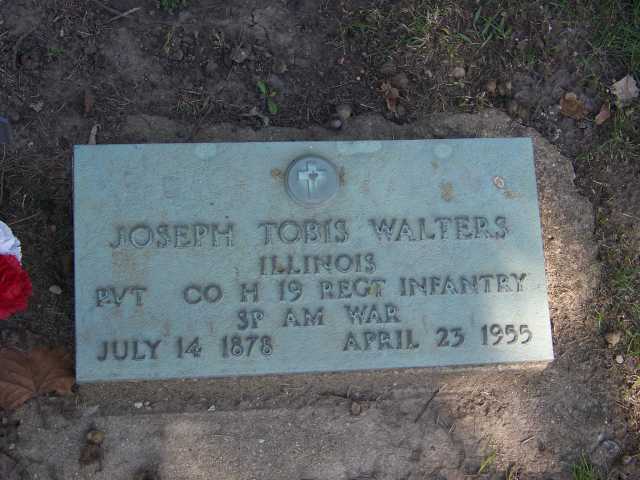 JOSEPH TOBIS WALTERS
ILLINOIS
PVT CO H 19 REGT INFANTRY
SP AM WAR
JULY 14 1878 APRIL 23 1955